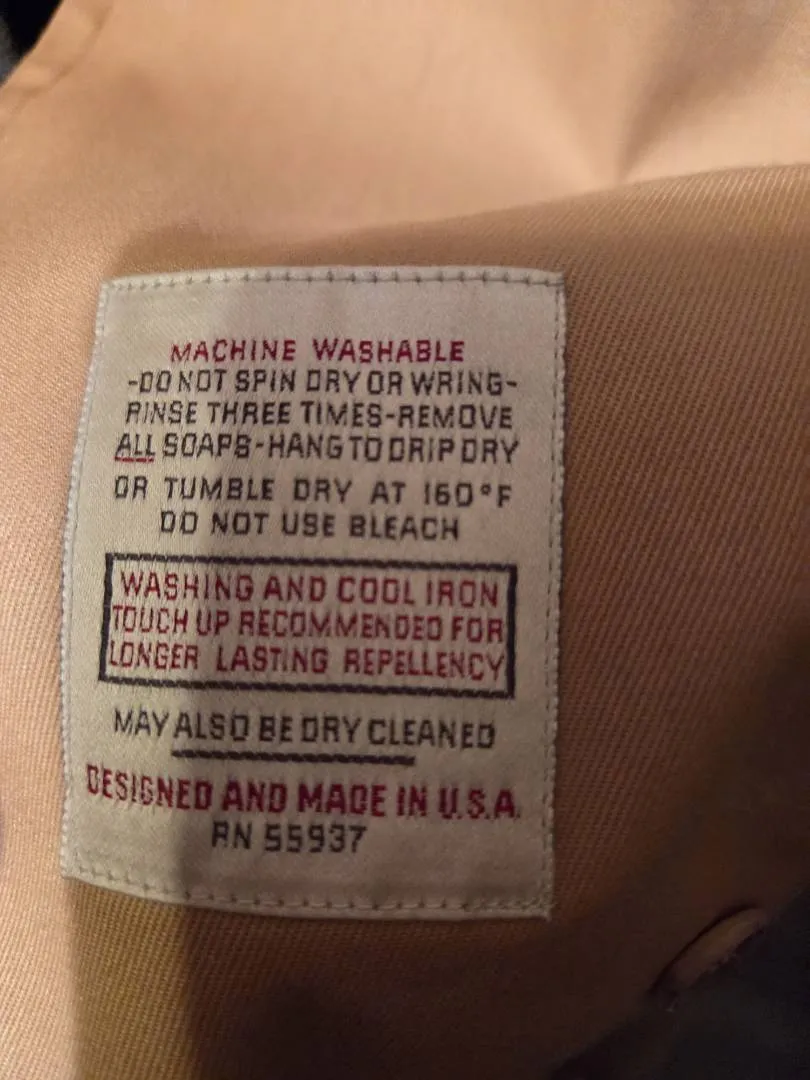 MACHINE WASHABLE
-DO NOT SPIN DRY OR WRING-
RINSE THREE TIMES-REMOVE
ALL SOAPS-HANG TO DRIP DRY
OR TUMBLE DRY AT 160°F
DO NOT USE BLEACH
WASHING AND COOL IRON
TOUCH UP RECOMMENDED FOR
LONGER LASTING REPELLENCY
MAY ALSO BE DRY CLEANED
DESIGNED AND MADE IN U.S.A.
RN 55937